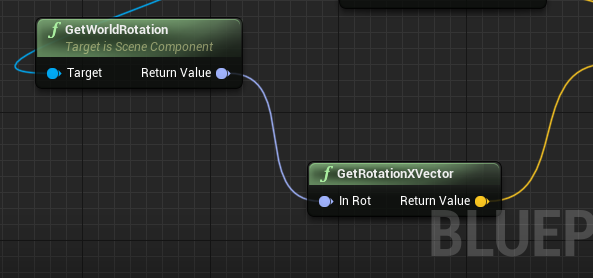 GetWorldRotation
Target is Scene Component
Target Return Value
GetRotationXVector
In Rot Return Value
BLUEP